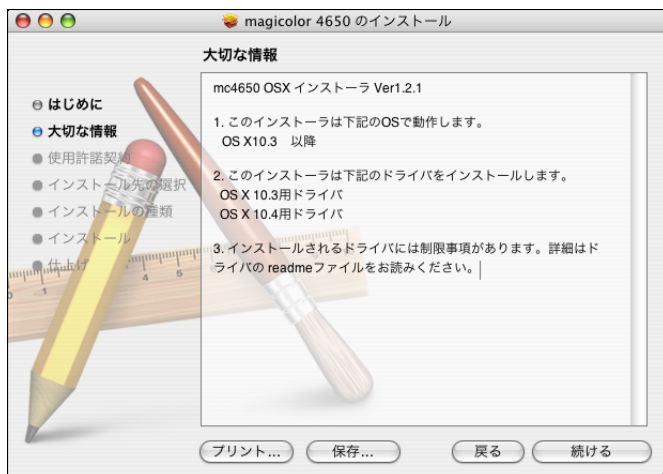 magicolor 4650 のインストール
大切な情報
はじめに
大切な情報
使用許諾契約
インストール先の選択
インストールの種類
インストール
仕上げ
mc4650 OSX インストーラ Ver1.2.1
1. このインストーラは下記のOSで動作します。
OS X10.3　以降
2. このインストーラは下記のドライバをインストールします。
OS X 10.3用ドライバ
OS X 10.4用ドライバ
3. インストールされるドライバには制限事項があります。詳細はド
ライバの readmeファイルをお読みください。
0 1 4 5
プリント... 保存... 戻る 続ける